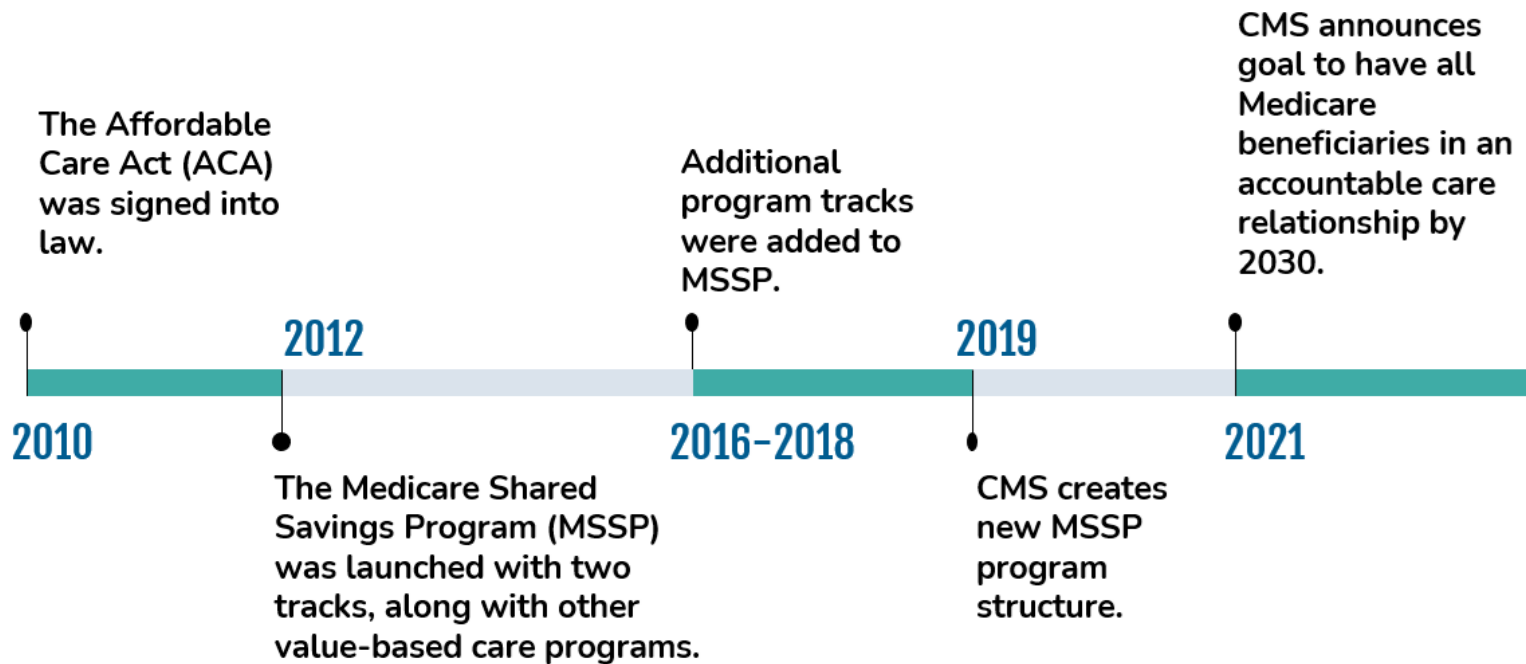 2010
The Affordable
Care Act (ACA)
was signed into
law.
2012
The Medicare Shared
Savings Program (MSSP)
was launched with two
tracks, along with other
value-based care programs.
2016-2018
Additional
program tracks
were added to
MSSP.
2019
CMS creates
new MSSP
program
structure.
2021
CMS announces
goal to have all
Medicare
beneficiaries in an
accountable care
relationship by
2030.